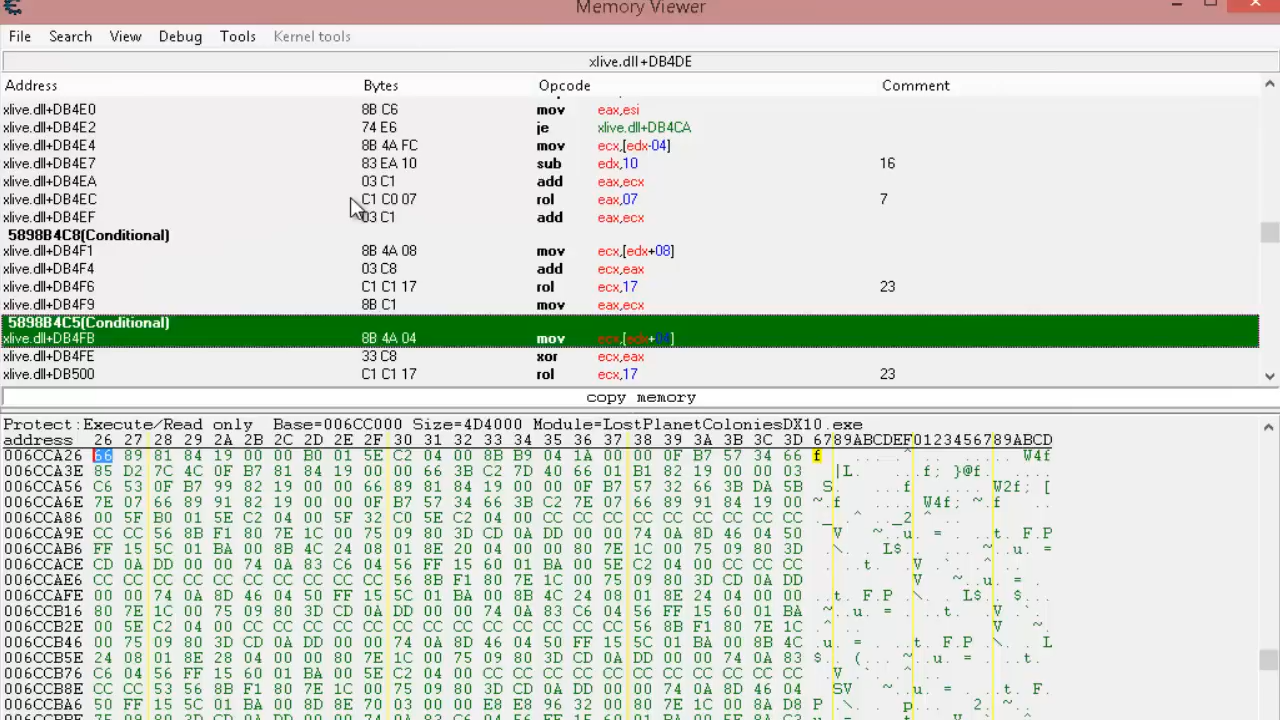 Memory Viewer
File Search View Debug Tools Kernel tools
xlive.dll+DB4DE
Address Bytes Opcode Comment
xlive.dll+DB4E0 8B C6 mov eax,esi
xlive.dll+DB4E2 74 E6 je xlive.dll+DB4CA
xlive.dll+DB4E4 8B 4A FC mov ecx,[edx-04]
xlive.dll+DB4E7 83 EA 10 sub edx,10 16
xlive.dll+DB4EA 03 C1 add eax,ecx
xlive.dll+DB4EC C1 C0 07 rol eax,07 7
xlive.dll+DB4EF 03 C1 add eax,ecx
5898B4C8(Conditional)
xlive.dll+DB4F1 8B 4A 08 mov ecx,[edx+08]
xlive.dll+DB4F4 03 C8 add ecx,eax
xlive.dll+DB4F6 C1 C1 17 rol ecx,17 23
xlive.dll+DB4F9 8B C1 mov eax,ecx
5898B4C5(Conditional)
xlive.dll+DB4FB 8B 4A 04 mov ecx,[edx+04]
xlive.dll+DB4FE 33 C8 xor ecx,eax
xlive.dll+DB500 C1 C1 17 rol ecx,17 23
copy memory
Protect:Execute/Read only Base=006CC000 Size=4D4000 Module=LostPlanetColoniesDX10.exe
address 26 27 28 29 2A 2B 2C 2D 2E 2F 30 31 32 33 34 35 36 37 38 39 3A 3B 3C 3D 6789ABCDEF0123456789ABCD
006CCA26 66 89 81 84 19 00 00 B0 01 5E C2 04 00 8B B9 04 1A 00 00 0F B7 57 34 66 f . . . . . . . . ^ . . . . . . . . . . . W4f
006CCA3E 85 D2 7C 4C 0F B7 81 84 19 00 00 66 3B C2 7D 40 66 01 B1 82 19 00 00 03
006CCA56 C6 53 0F B7 99 82 19 00 00 66 89 81 84 19 00 00 0F B7 57 32 66 3B DA 5B
006CCA6E 7E 07 66 89 91 82 19 00 00 0F B7 57 34 66 3B C2 7E 07 66 89 91 84 19 00
006CCA86 00 5F B0 01 5E C2 04 00 5F 32 C0 5E C2 04 00 CC CC CC CC CC CC CC CC CC
006CCA9E CC CC 56 8B F1 80 7E 1C 00 75 09 80 3D CD 0A DD 00 00 74 0A 8D 46 04 50
006CCAB6 FF 15 5C 01 BA 00 8B 4C 24 08 01 8E 20 04 00 00 80 7E 1C 00 75 09 80 3D
006CCACE CD 0A DD 00 00 74 0A 83 C6 04 56 FF 15 60 01 BA 00 5E C2 04 00 CC CC CC
006CCAE6 CC CC CC CC CC CC CC CC CC CC 56 8B F1 80 7E 1C 00 75 09 80 3D CD 0A DD
006CCAFE 00 00 74 0A 8D 46 04 50 FF 15 5C 01 BA 00 8B 4C 24 08 01 8E 24 04 00 00
006CCB16 80 7E 1C 00 75 09 80 3D CD 0A DD 00 00 74 0A 83 C6 04 56 FF 15 60 01 BA
006CCB2E 00 5E C2 04 00 CC CC CC CC CC CC CC CC CC CC CC CC CC 56 8B F1 80 7E 1C
006CCB46 00 75 09 80 3D CD 0A DD 00 00 74 0A 8D 46 04 50 FF 15 5C 01 BA 00 8B 4C
006CCB5E 24 08 01 8E 28 04 00 00 80 7E 1C 00 75 09 80 3D CD 0A DD 00 00 74 0A 83
006CCB76 C6 04 56 FF 15 60 01 BA 00 5E C2 04 00 CC CC CC CC CC CC CC CC CC CC CC
006CCB8E CC CC 53 56 8B F1 80 7E 1C 00 75 09 80 3D CD 0A DD 00 00 74 0A 8D 46 04
006CCBA6 50 FF 15 5C 01 BA 00 8D 8E 70 03 00 00 E8 E8 96 32 00 80 7E 1C 00 8A D8